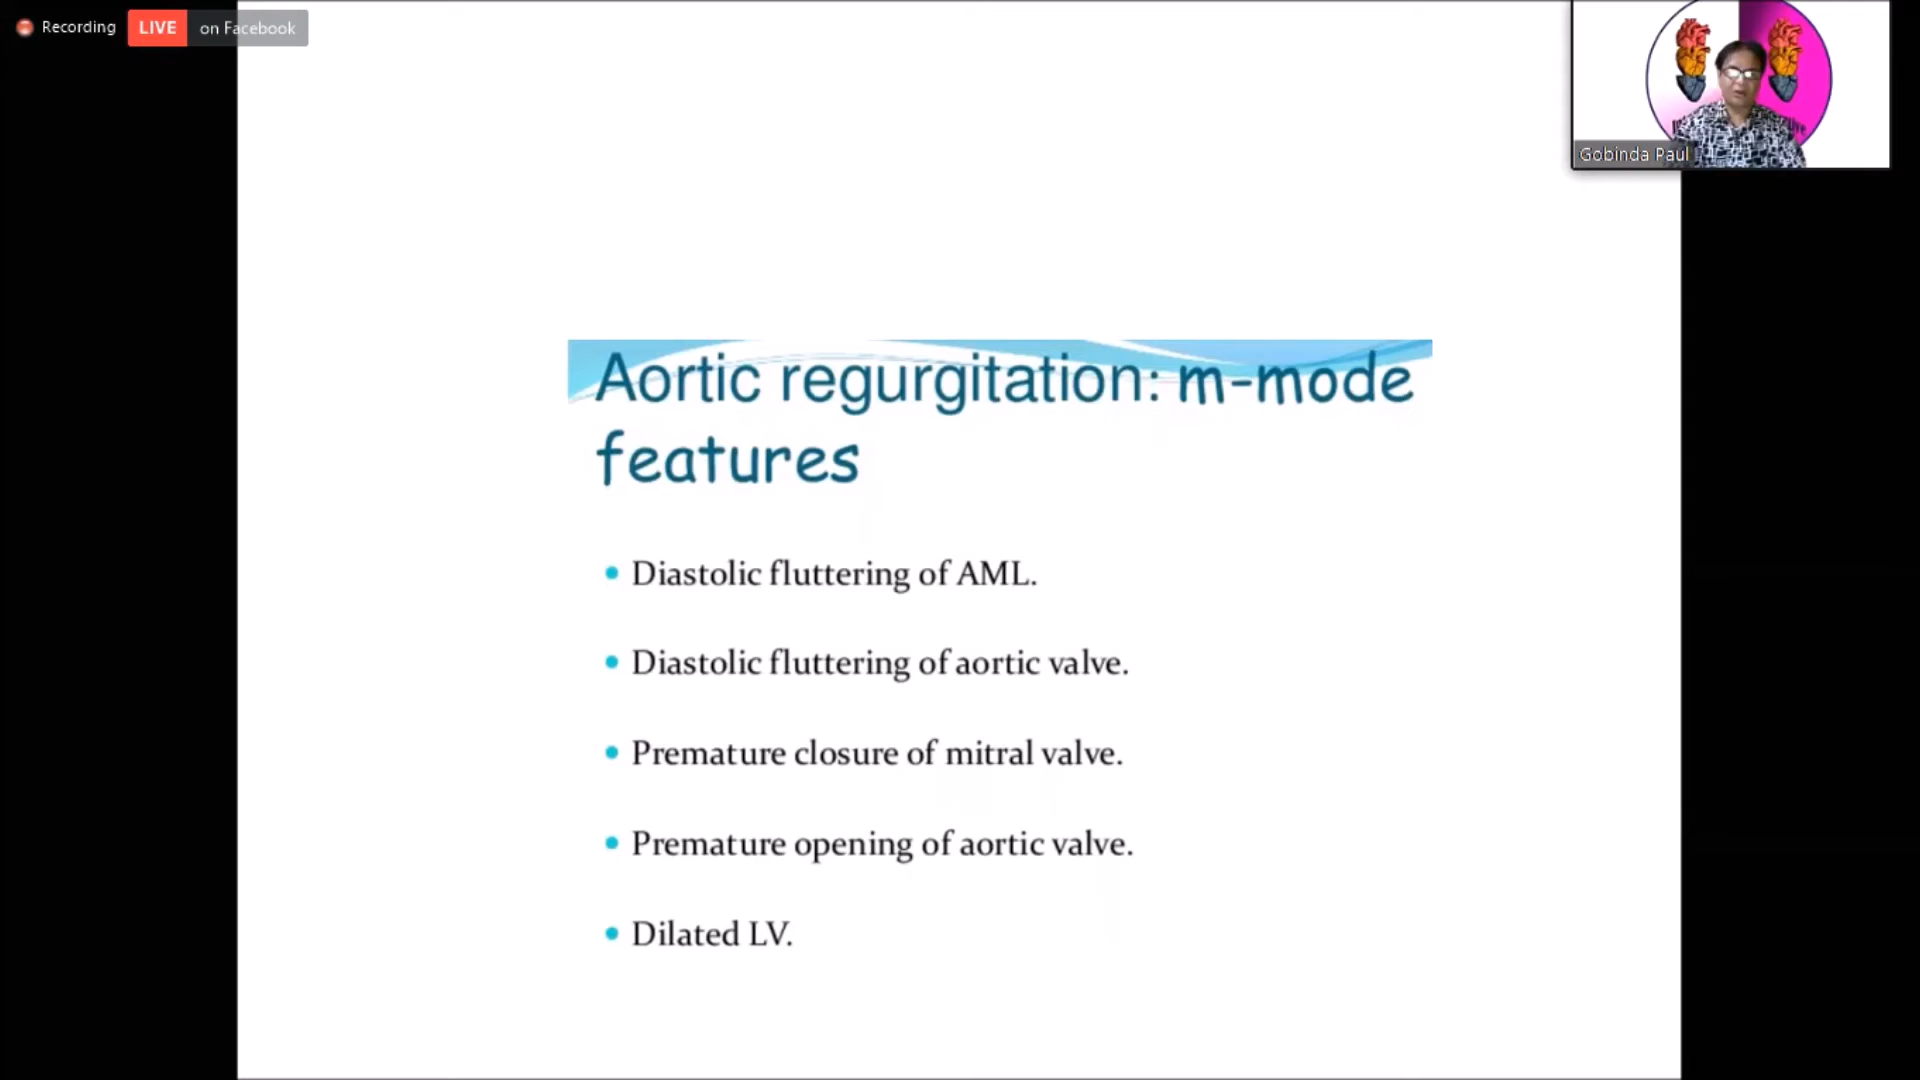 Recording
LIVE on Facebook
Gobinda Paul
Aortic regurgitation: m-mode
features
• Diastolic fluttering of AML.
• Diastolic fluttering of aortic valve.
• Premature closure of mitral valve.
• Premature opening of aortic valve.
• Dilated LV.